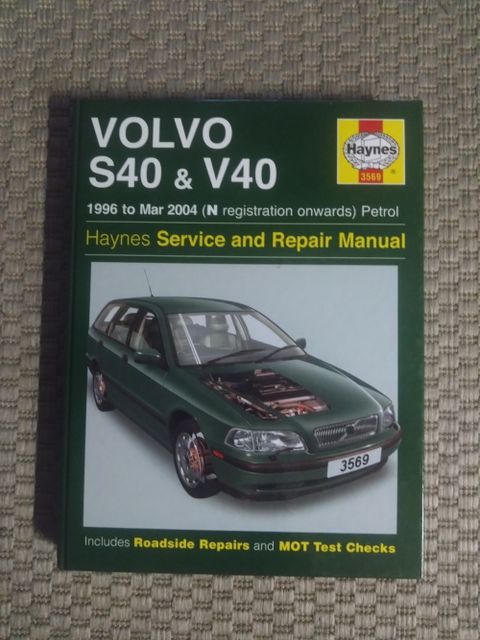 VOLVO
S40 & V40
Haynes
3569
®
1996 to Mar 2004 (N registration onwards) Petrol
Haynes Service and Repair Manual
3569
Includes Roadside Repairs and MOT Test Checks